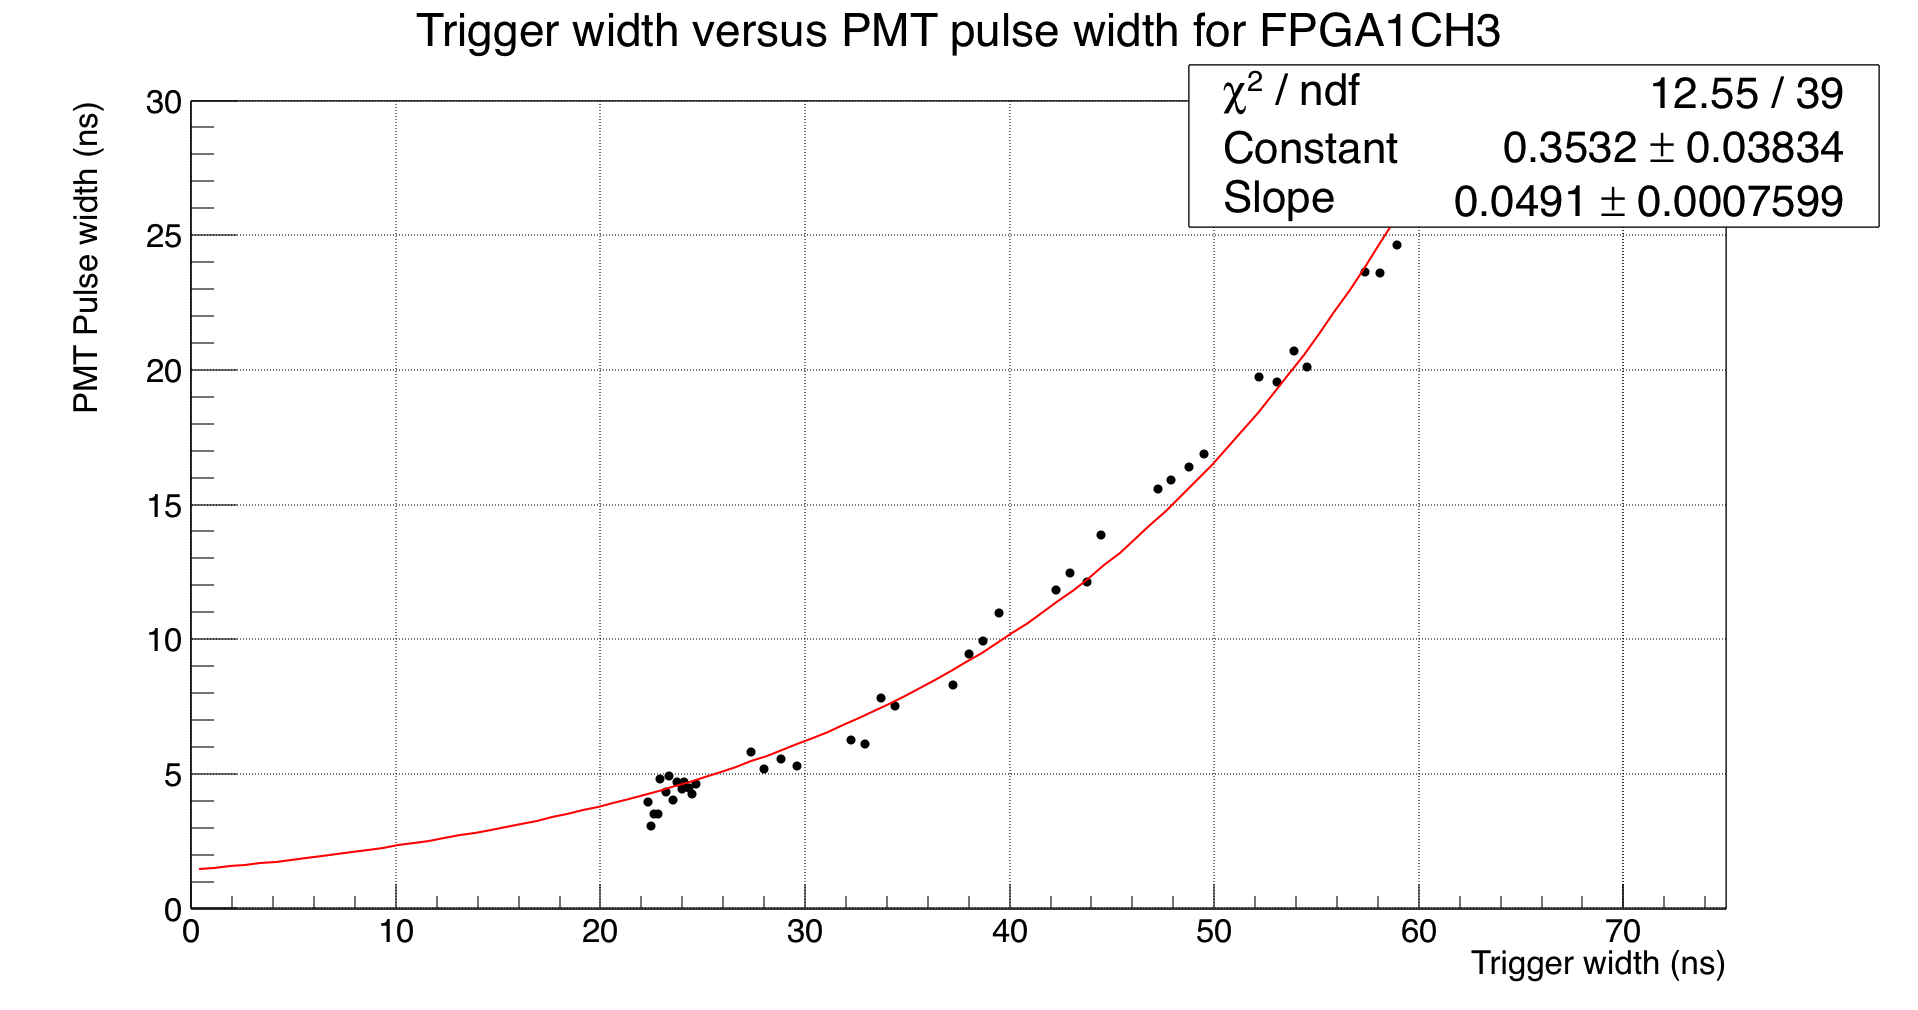 Trigger width versus PMT pulse width for FPGA1CH3
χ² / ndf 12.55 / 39
Constant 0.3532 ± 0.03834
Slope 0.0491 ± 0.0007599
PMT Pulse width (ns)
30
25
20
15
10
5
0
0 10 20 30 40 50 60 70
Trigger width (ns)